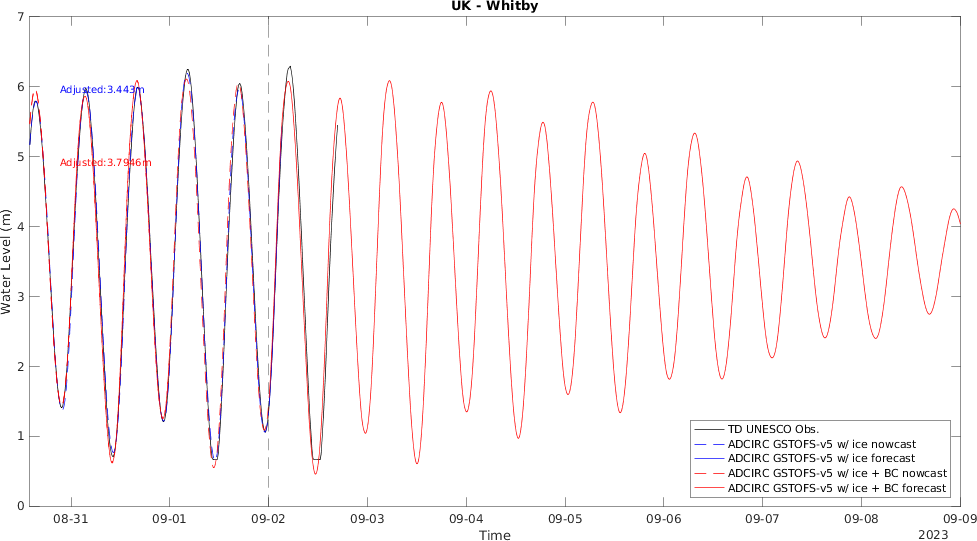 UK - Whitby
7
6
5
4
3
2
1
0
Water Level (m)
Adjusted:3.443m
Adjusted:3.7946m
TD UNESCO Obs.
ADCIRC GSTOFS-v5 w/ ice nowcast
ADCIRC GSTOFS-v5 w/ ice forecast
ADCIRC GSTOFS-v5 w/ ice + BC nowcast
ADCIRC GSTOFS-v5 w/ ice + BC forecast
08-31 09-01 09-02 09-03 09-04 09-05 09-06 09-07 09-08 09-09
Time
2023